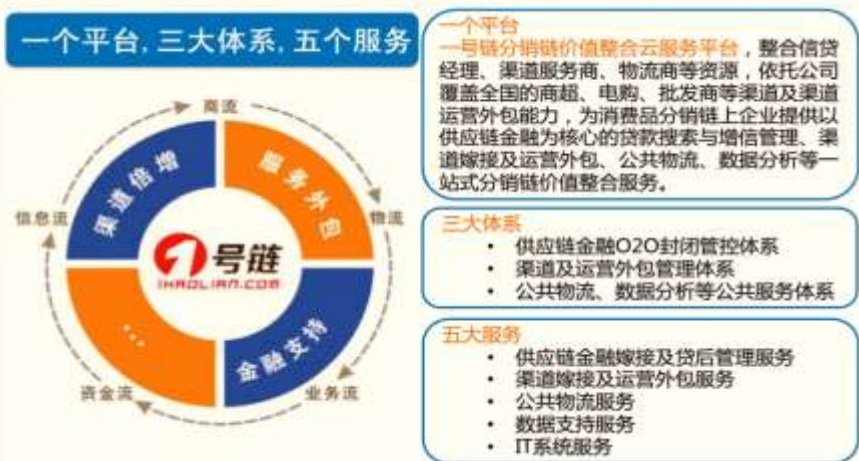 一个平台,三大体系,五个服务
商流
物流
业务流
资金流
信息流
渠道倍增
服务外包
金融支持
...
1号链
1HAOLIAN.COM
一个平台
一号链分销链价值整合云服务平台，整合信贷
经理、渠道服务商、物流商等资源，依托公司
覆盖全国的商超、电购、批发商等渠道及渠道
运营外包能力，为消费品分销链上企业提供以
供应链金融为核心的贷款搜索与增信管理、渠
道嫁接及运营外包、公共物流、数据分析等一
站式分销链价值整合服务。
三大体系
• 供应链金融O2O封闭管控体系
• 渠道及运营外包管理体系
• 公共物流、数据分析等公共服务体系
五大服务
• 供应链金融嫁接及贷后管理服务
• 渠道嫁接及运营外包服务
• 公共物流服务
• 数据支持服务
• IT系统服务